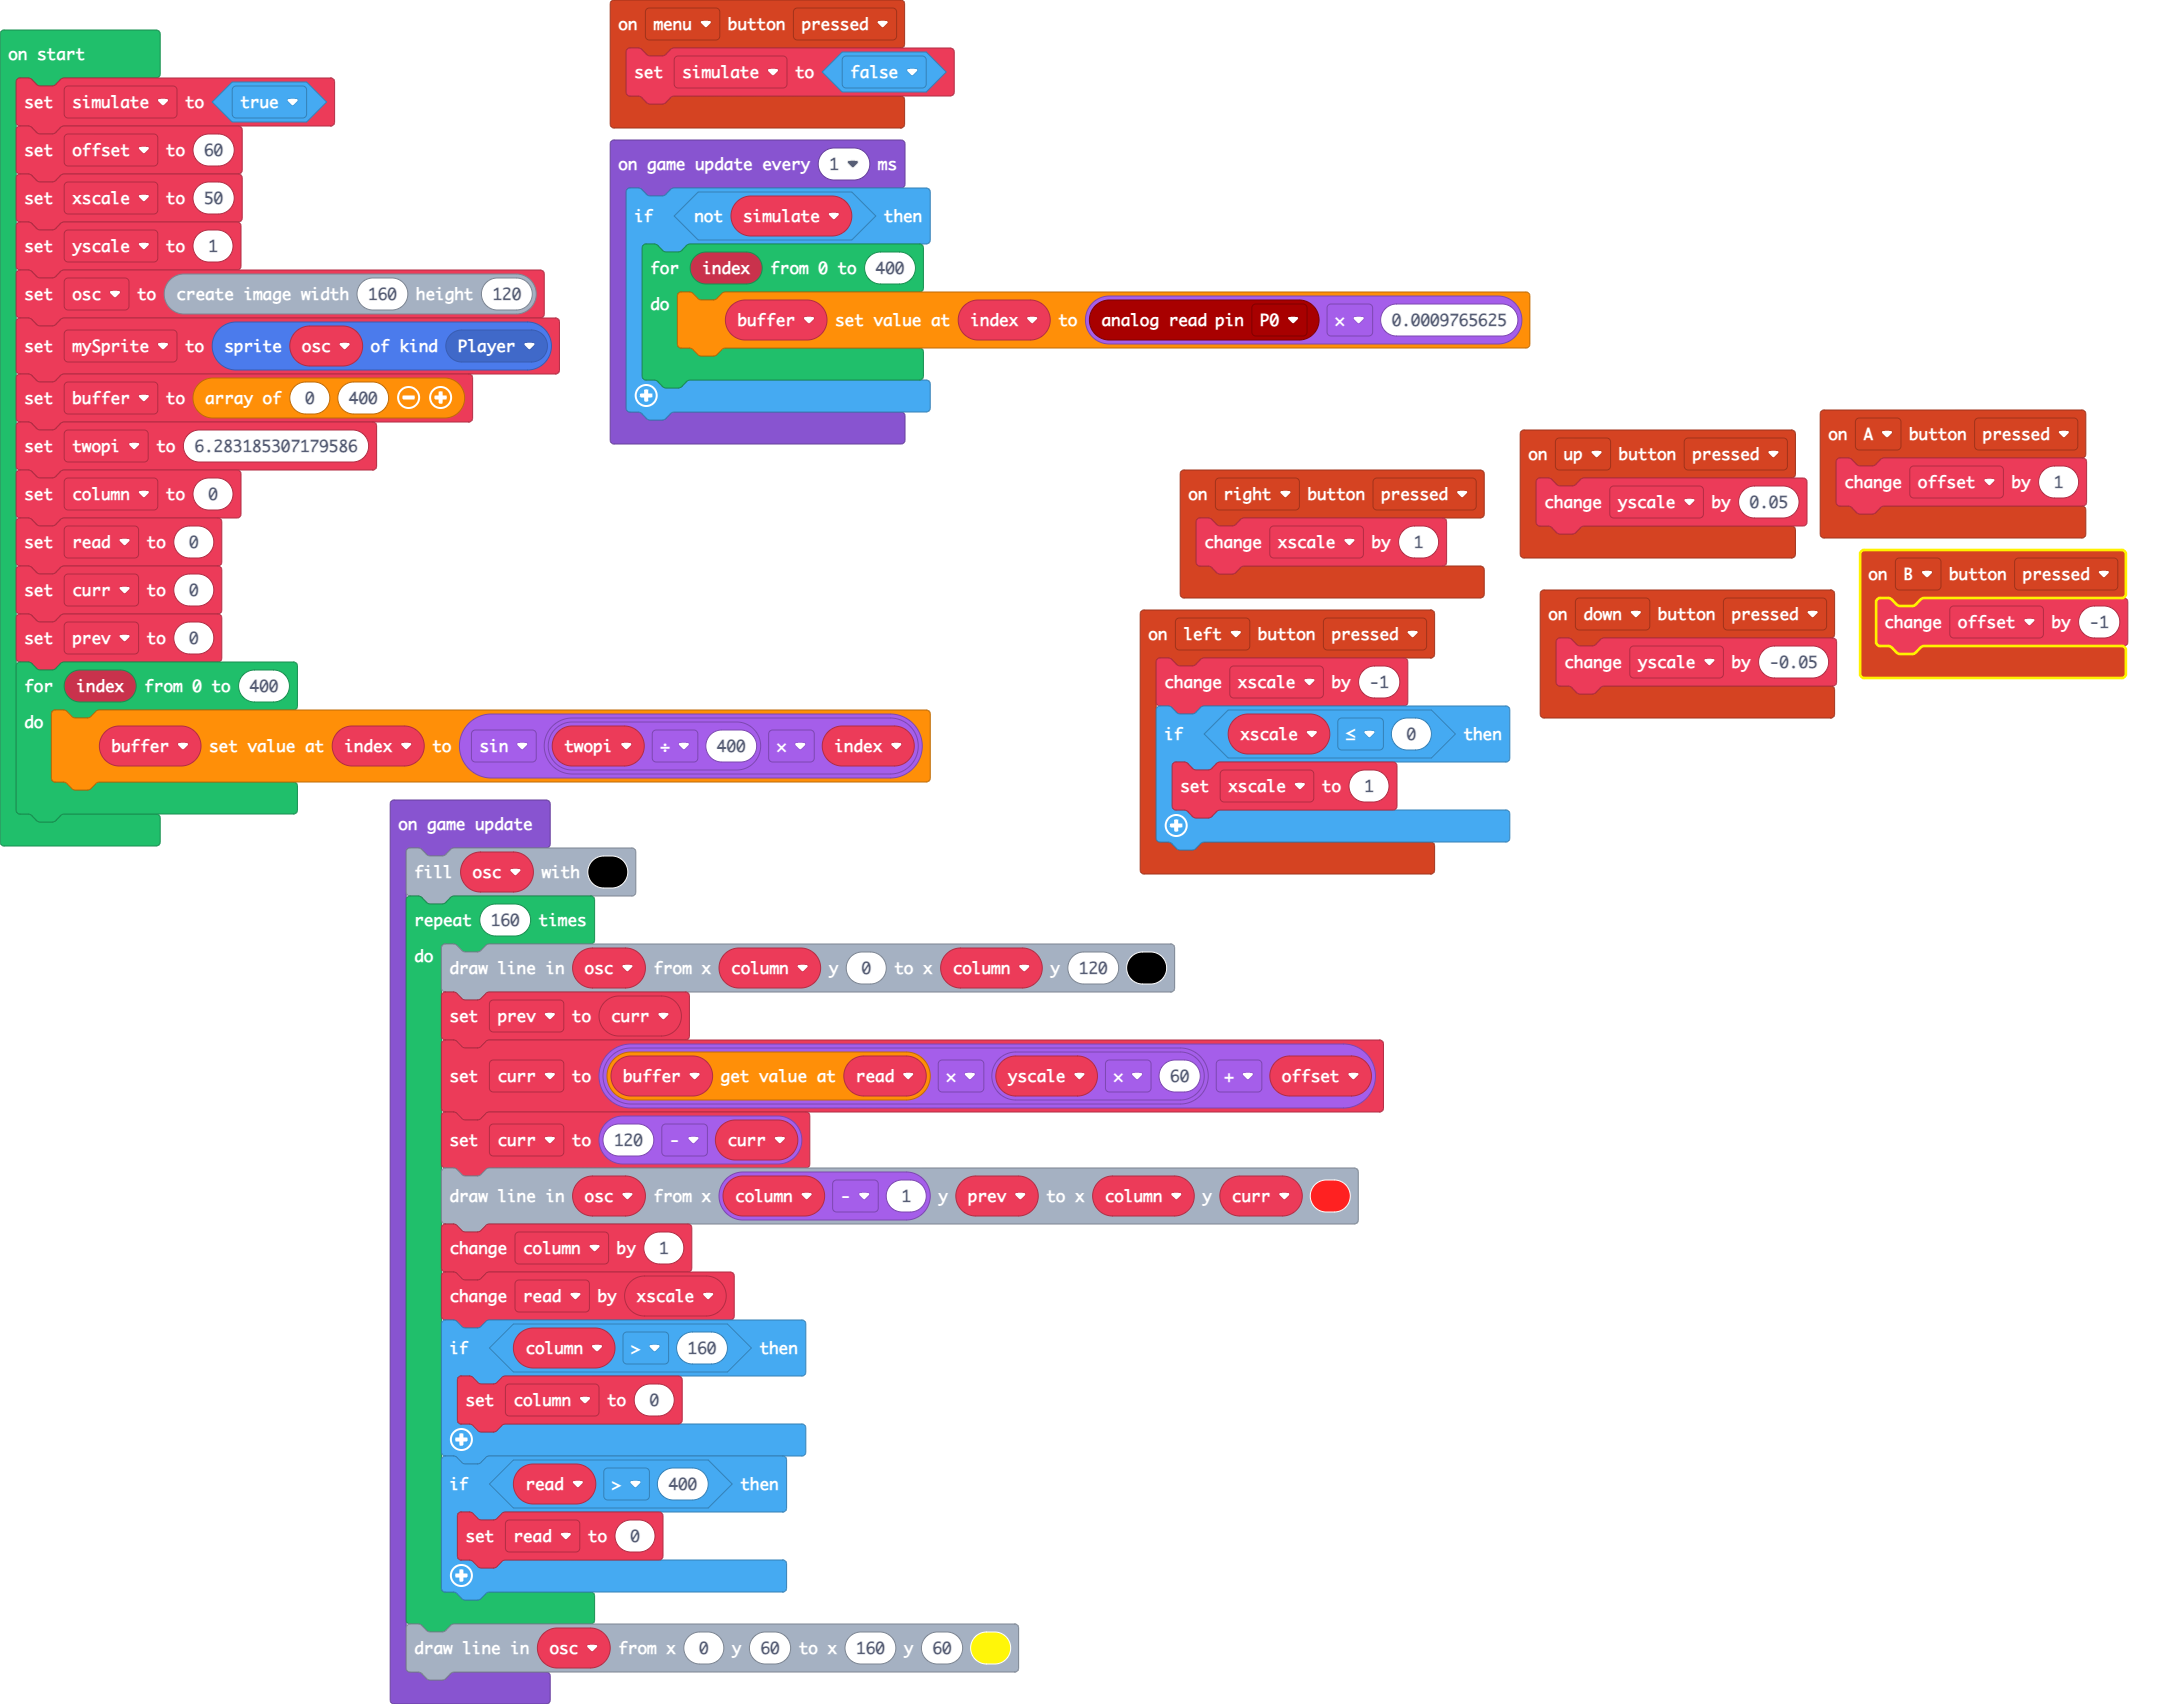 on start
set simulate to true
set offset to 60
set xscale to 50
set yscale to 1
set osc to create image width 160 height 120
set mySprite to sprite osc of kind Player
set buffer to array of 0 400
set twopi to 6.283185307179586
set column to 0
set read to 0
set curr to 0
set prev to 0
for index from 0 to 400
do
buffer set value at index to sin twopi ÷ 400 × index
on menu button pressed
set simulate to false
on game update every 1 ms
if not simulate then
for index from 0 to 400
do
buffer set value at index to analog read pin P0 × 0.0009765625
on right button pressed
change xscale by 1
on left button pressed
change xscale by -1
if xscale ≤ 0 then
set xscale to 1
on up button pressed
change yscale by 0.05
on down button pressed
change yscale by -0.05
on A button pressed
change offset by 1
on B button pressed
change offset by -1
on game update
fill osc with
repeat 160 times
do
draw line in osc from x column y 0 to x column y 120
set prev to curr
set curr to buffer get value at read × yscale × 60 + offset
set curr to 120 - curr
draw line in osc from x column - 1 y prev to x column y curr
change column by 1
change read by xscale
if column > 160 then
set column to 0
if read > 400 then
set read to 0
draw line in osc from x 0 y 60 to x 160 y 60